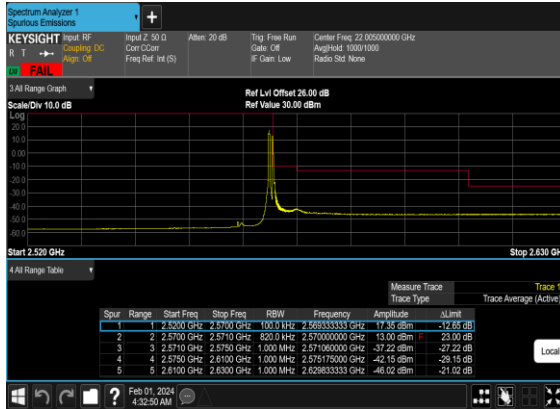 Spectrum Analyzer 1
Spurious Emissions
KEYSIGHT Input: RF Input Z: 50 Ω Atten: 20 dB Trig: Free Run Center Freq: 22.005000000 GHz
R T Coupling: DC Corr CCorr Gate: Off Avg|Hold: 1000/1000
Align: Off Freq Ref: Int (S) IF Gain: Low Radio Std: None
LV FAIL
3 All Range Graph
Ref Lvl Offset 26.00 dB
Scale/Div 10.0 dB Ref Value 30.00 dBm
Log
20.0
10.0
0.00
-10.0
-20.0
-30.0
-40.0
-50.0
-60.0
Start 2.520 GHz Stop 2.630 GH
4 All Range Table
Measure Trace Trace 1
Trace Type Trace Average (Active)
Spur Range Start Freq Stop Freq RBW Frequency Amplitude ΔLimit
1 1 2.5200 GHz 2.5700 GHz 100.0 kHz 2.569333333 GHz 17.35 dBm -12.65 dB
2 2 2.5700 GHz 2.5710 GHz 820.0 kHz 2.570000000 GHz 13.00 dBm F 23.00 dB
3 3 2.5710 GHz 2.5750 GHz 1.000 MHz 2.571060000 GHz -37.22 dBm -27.22 dB
4 4 2.5750 GHz 2.6100 GHz 1.000 MHz 2.575175000 GHz -42.15 dBm -29.15 dB
5 5 2.6100 GHz 2.6300 GHz 1.000 MHz 2.629833333 GHz -46.02 dBm -21.02 dB
Local
Feb 01, 2024
4:32:50 AM